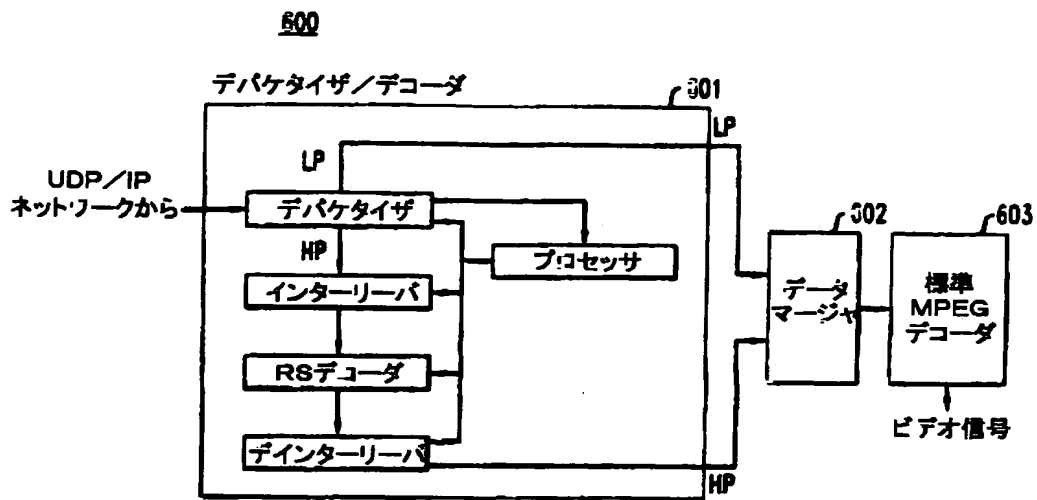 600
デパケタイザ／デコーダ
601
LP
LP
UDP／IP
ネットワークから
デパケタイザ
HP
プロセッサ
インターリーバ
RSデコーダ
デインターリーバ
HP
602
データ
マージャ
603
標準
MPEG
デコーダ
ビデオ信号